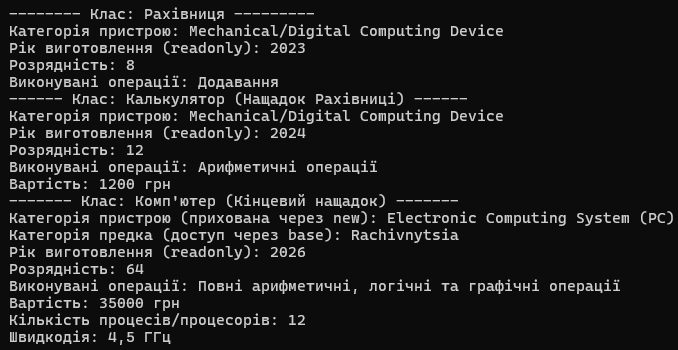 -------- Клас: Рахівниця ---------
Категорія пристрою: Mechanical/Digital Computing Device
Рік виготовлення (readonly): 2023
Розрядність: 8
Виконувані операції: Додавання
------ Клас: Калькулятор (Нащадок Рахівниці) ------
Категорія пристрою: Mechanical/Digital Computing Device
Рік виготовлення (readonly): 2024
Розрядність: 12
Виконувані операції: Арифметичні операції
Вартість: 1200 грн
------- Клас: Комп'ютер (Кінцевий нащадок) -------
Категорія пристрою (прихована через new): Electronic Computing System (PC)
Категорія предка (доступ через base): Rachivnytsia
Рік виготовлення (readonly): 2026
Розрядність: 64
Виконувані операції: Повні арифметичні, логічні та графічні операції
Вартість: 35000 грн
Кількість процесів/процесорів: 12
Швидкодія: 4,5 ГГц